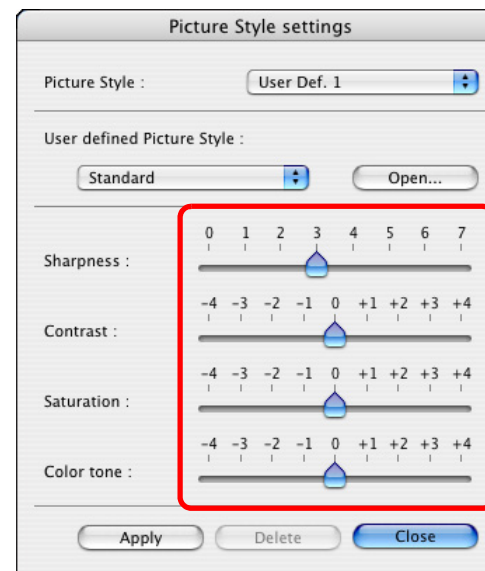 Picture Style settings
Picture Style : User Def. 1
User defined Picture Style :
Standard Open...
0 1 2 3 4 5 6 7
Sharpness :
-4 -3 -2 -1 0 +1 +2 +3 +4
Contrast :
-4 -3 -2 -1 0 +1 +2 +3 +4
Saturation :
-4 -3 -2 -1 0 +1 +2 +3 +4
Color tone :
Apply Delete Close